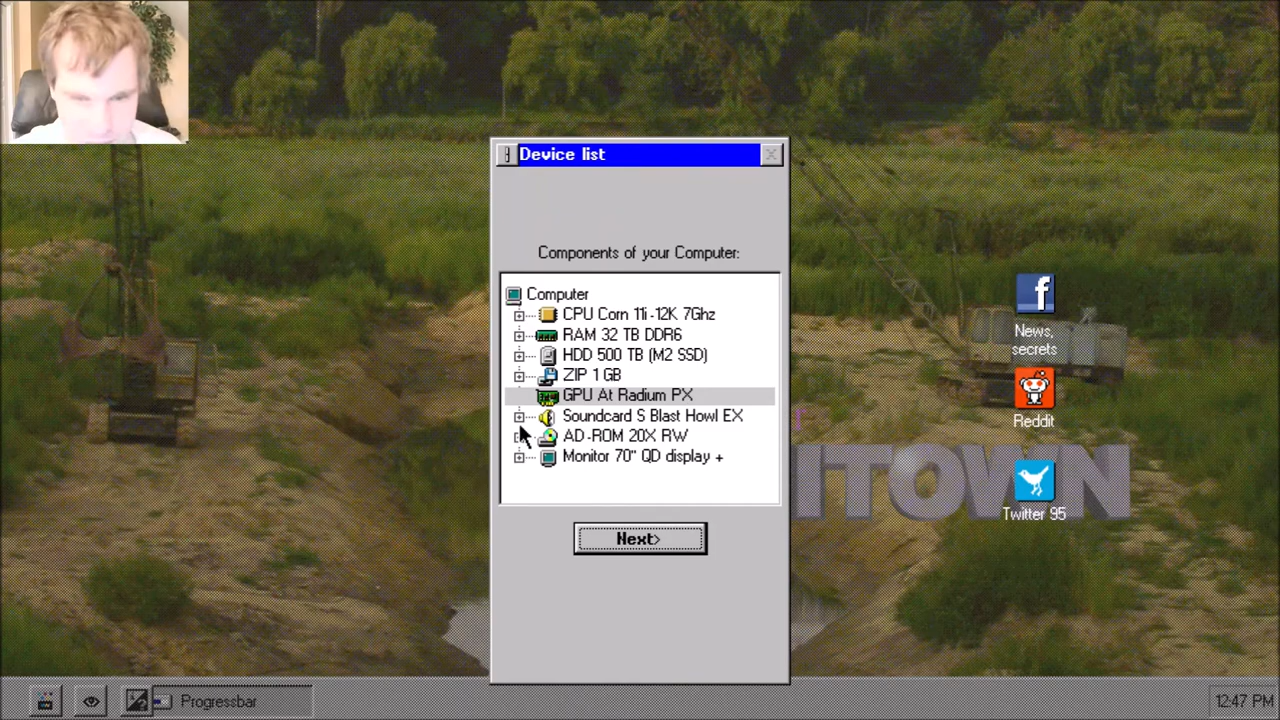 Device list
Components of your Computer:
Computer
CPU Corn 11i-12K 7Ghz
RAM 32 TB DDR6
HDD 500 TB (M2 SSD)
ZIP 1 GB
GPU At Radium PX
Soundcard S Blast Howl EX
AD-ROM 20X RW
Monitor 70" QD display +
Next>
News,
secrets
Reddit
Twitter 95
Progressbar
12:47 PM